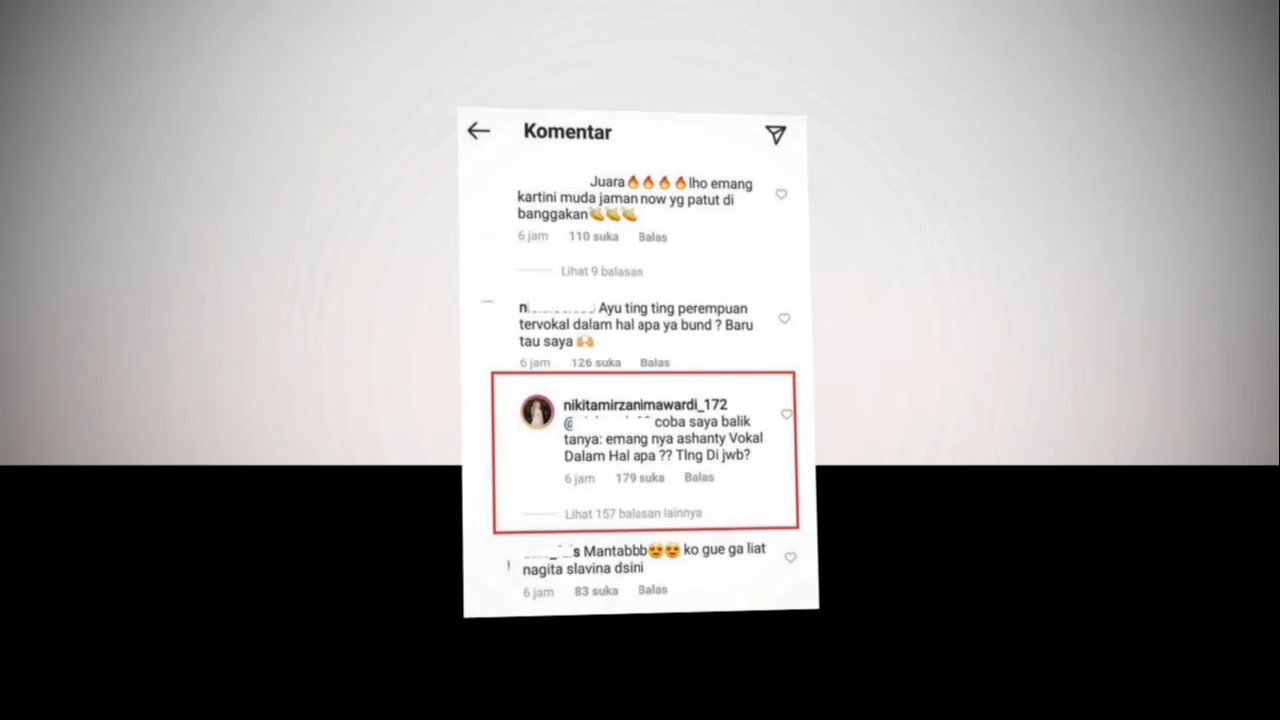 Komentar
Juara🔥🔥🔥🔥lho emang
kartini muda jaman now yg patut di
banggakan👏👏👏
6 jam 110 suka Balas
Lihat 9 balasan
n Ayu ting ting perempuan
tervokal dalam hal apa ya bund ? Baru
tau saya 🙌
6 jam 126 suka Balas
nikitamirzanimawardi_172
@ coba saya balik
tanya: emang nya ashanty Vokal
Dalam Hal apa ?? Tlng Di jwb?
6 jam 179 suka Balas
Lihat 157 balasan lainnya
s Mantabbb😍😍 ko gue ga liat
nagita slavina dsini
6 jam 83 suka Balas